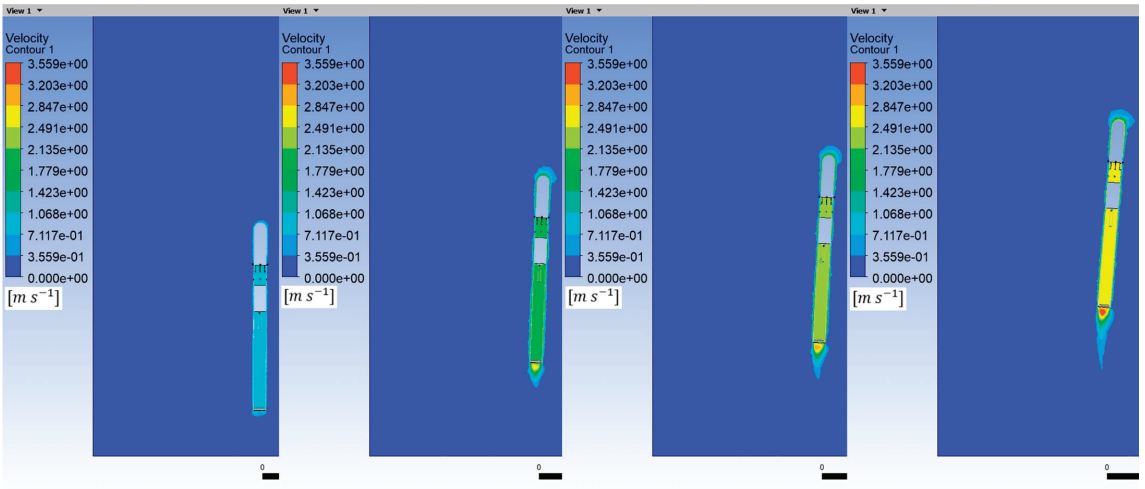 View 1
Velocity
Contour 1
3.559e+00
3.203e+00
2.847e+00
2.491e+00
2.135e+00
1.779e+00
1.423e+00
1.068e+00
7.117e-01
3.559e-01
0.000e+00
[m s⁻¹]
0
View 1
Velocity
Contour 1
3.559e+00
3.203e+00
2.847e+00
2.491e+00
2.135e+00
1.779e+00
1.423e+00
1.068e+00
7.117e-01
3.559e-01
0.000e+00
[m s⁻¹]
0
View 1
Velocity
Contour 1
3.559e+00
3.203e+00
2.847e+00
2.491e+00
2.135e+00
1.779e+00
1.423e+00
1.068e+00
7.117e-01
3.559e-01
0.000e+00
[m s⁻¹]
0
View 1
Velocity
Contour 1
3.559e+00
3.203e+00
2.847e+00
2.491e+00
2.135e+00
1.779e+00
1.423e+00
1.068e+00
7.117e-01
3.559e-01
0.000e+00
[m s⁻¹]
0